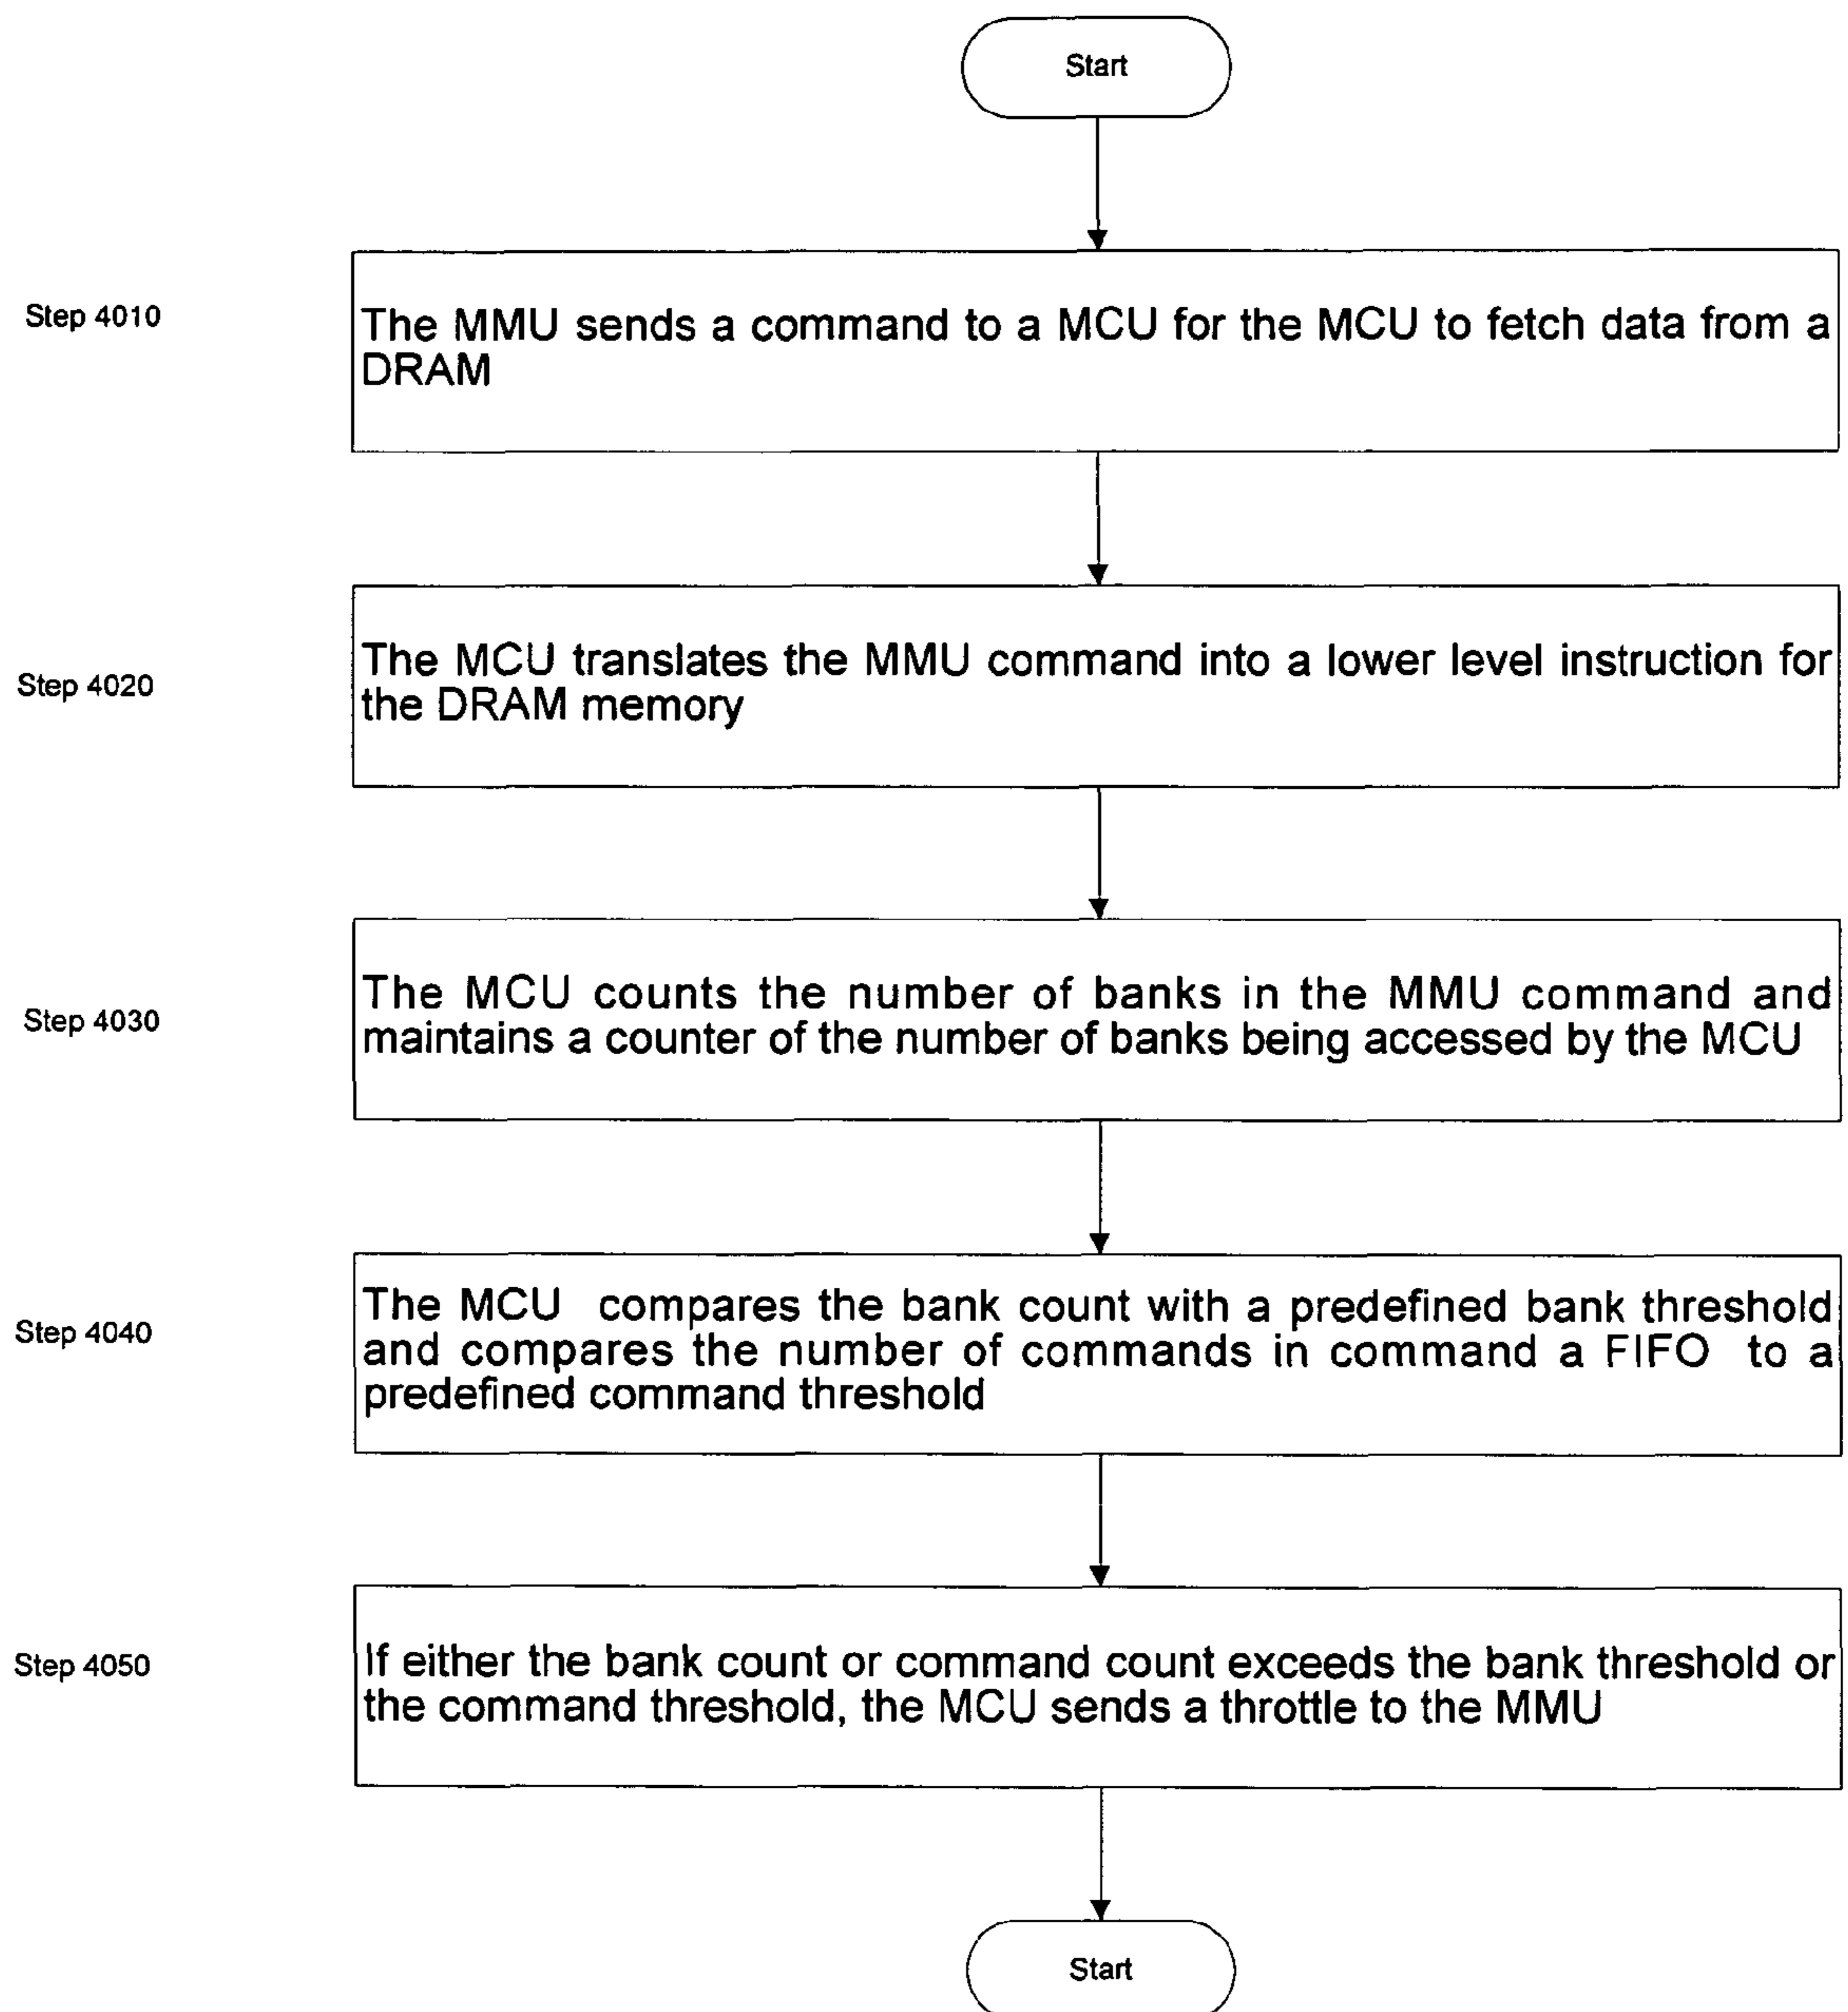 Start
Step 4010
The MMU sends a command to a MCU for the MCU to fetch data from a
DRAM
Step 4020
The MCU translates the MMU command into a lower level instruction for
the DRAM memory
Step 4030
The MCU counts the number of banks in the MMU command and
maintains a counter of the number of banks being accessed by the MCU
Step 4040
The MCU compares the bank count with a predefined bank threshold
and compares the number of commands in command a FIFO to a
predefined command threshold
Step 4050
If either the bank count or command count exceeds the bank threshold or
the command threshold, the MCU sends a throttle to the MMU
Start